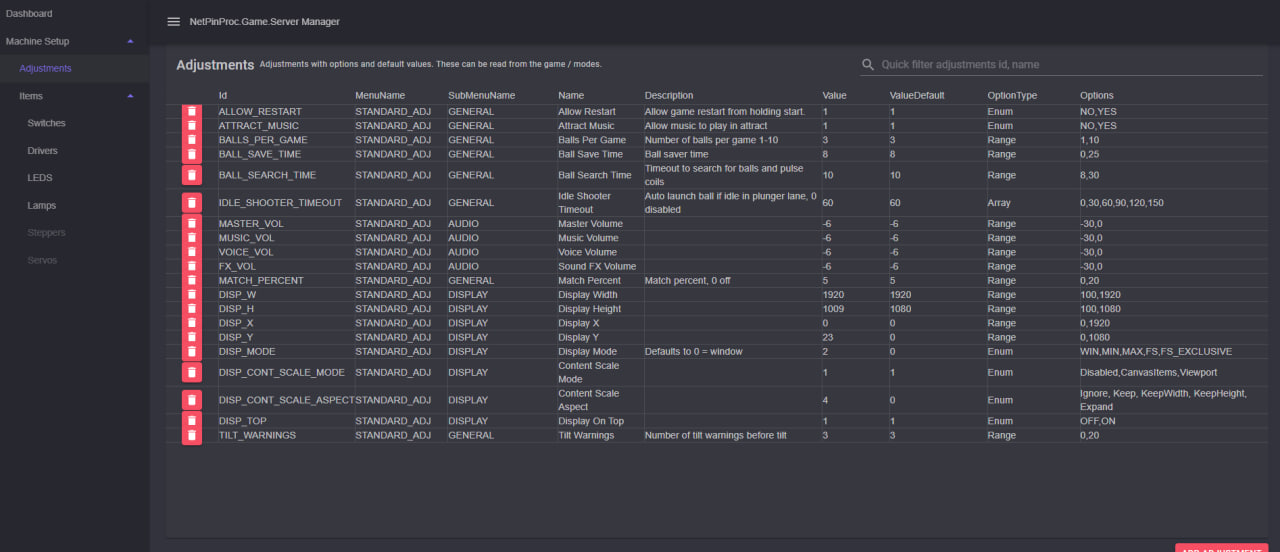 Dashboard
NetPinProc.Game.Server Manager
Machine Setup
Adjustments
Items
Switches
Drivers
LEDS
Lamps
Steppers
Servos
Adjustments Adjustments with options and default values. These can be read from the game / modes.
Quick filter adjustments id, name
Id MenuName SubMenuName Name Description Value ValueDefault OptionType Options
ALLOW_RESTART STANDARD_ADJ GENERAL Allow Restart Allow game restart from holding start. 1 1 Enum NO,YES
ATTRACT_MUSIC STANDARD_ADJ GENERAL Attract Music Allow music to play in attract 1 1 Enum NO,YES
BALLS_PER_GAME STANDARD_ADJ GENERAL Balls Per Game Number of balls per game 1-10 3 3 Range 1,10
BALL_SAVE_TIME STANDARD_ADJ GENERAL Ball Save Time Ball saver time 8 8 Range 0,25
BALL_SEARCH_TIME STANDARD_ADJ GENERAL Ball Search Time Timeout to search for balls and pulse
coils 10 10 Range 8,30
IDLE_SHOOTER_TIMEOUT STANDARD_ADJ GENERAL Idle Shooter
Timeout Auto launch ball if idle in plunger lane, 0
disabled 60 60 Array 0,30,60,90,120,150
MASTER_VOL STANDARD_ADJ AUDIO Master Volume -6 -6 Range -30,0
MUSIC_VOL STANDARD_ADJ AUDIO Music Volume -6 -6 Range -30,0
VOICE_VOL STANDARD_ADJ AUDIO Voice Volume -6 -6 Range -30,0
FX_VOL STANDARD_ADJ AUDIO Sound FX Volume -6 -6 Range -30,0
MATCH_PERCENT STANDARD_ADJ GENERAL Match Percent Match percent, 0 off 5 5 Range 0,20
DISP_W STANDARD_ADJ DISPLAY Display Width 1920 1920 Range 100,1920
DISP_H STANDARD_ADJ DISPLAY Display Height 1009 1080 Range 100,1080
DISP_X STANDARD_ADJ DISPLAY Display X 0 0 Range 0,1920
DISP_Y STANDARD_ADJ DISPLAY Display Y 23 0 Range 0,1080
DISP_MODE STANDARD_ADJ DISPLAY Display Mode Defaults to 0 = window 2 0 Enum WIN,MIN,MAX,FS,FS_EXCLUSIVE
DISP_CONT_SCALE_MODE STANDARD_ADJ DISPLAY Content Scale
Mode 1 1 Enum Disabled,CanvasItems,Viewport
DISP_CONT_SCALE_ASPECT STANDARD_ADJ DISPLAY Content Scale
Aspect 4 0 Enum Ignore, Keep, KeepWidth, KeepHeight,
Expand
DISP_TOP STANDARD_ADJ DISPLAY Display On Top 1 1 Enum OFF,ON
TILT_WARNINGS STANDARD_ADJ GENERAL Tilt Warnings Number of tilt warnings before tilt 3 3 Range 0,20
ADD ADJUSTMENT